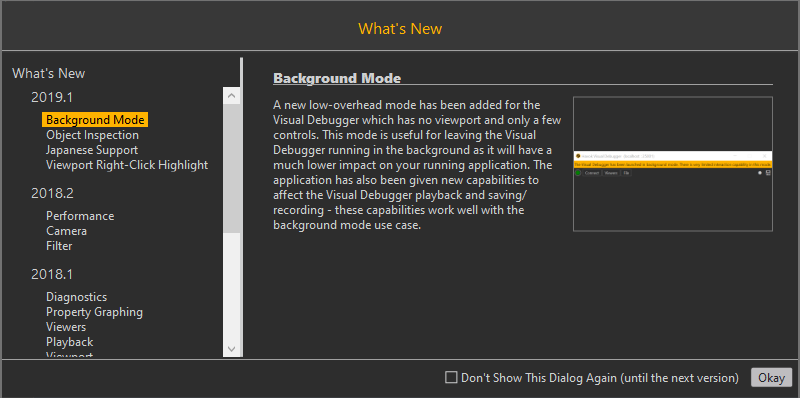 What's New
What's New
2019.1
Background Mode
Object Inspection
Japanese Support
Viewport Right-Click Highlight
2018.2
Performance
Camera
Filter
2018.1
Diagnostics
Property Graphing
Viewers
Playback
Viewport
Background Mode
A new low-overhead mode has been added for the
Visual Debugger which has no viewport and only a few
controls. This mode is useful for leaving the Visual
Debugger running in the background as it will have a
much lower impact on your running application. The
application has also been given new capabilities to
affect the Visual Debugger playback and saving/
recording - these capabilities work well with the
background mode use case.
Don't Show This Dialog Again (until the next version)
Okay